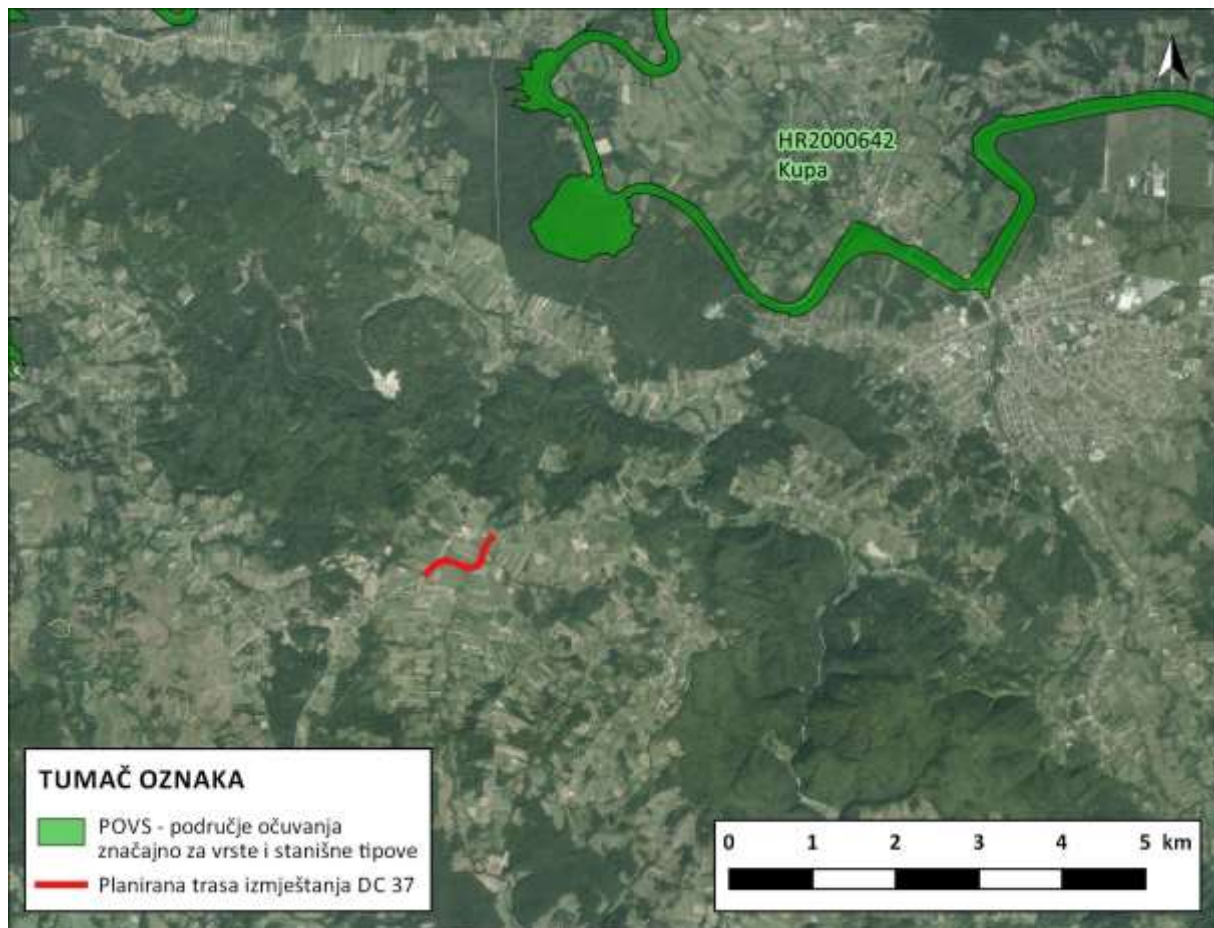 HR2000642
Kupa
TUMAČ OZNAKA
POVS - područje očuvanja
značajno za vrste i stanišne tipove
Planirana trasa izmještanja DC 37
0 1 2 3 4 5 km